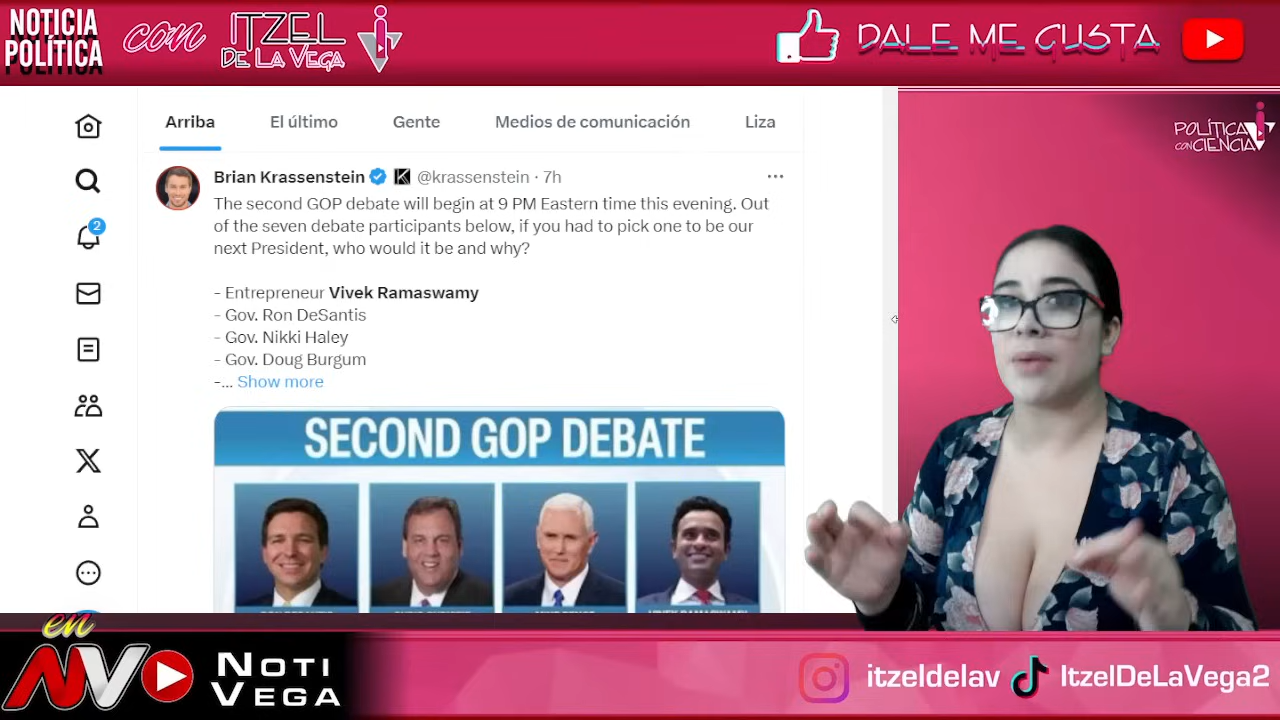 NOTICIA
POLÍTICA
con
ITZEL
DE LA VEGA
DALE ME GUSTA
Arriba
El último
Gente
Medios de comunicación
Liza
POLÍTICA
CON CIENCIA
2
Brian Krassenstein @krassenstein · 7h
The second GOP debate will begin at 9 PM Eastern time this evening. Out
of the seven debate participants below, if you had to pick one to be our
next President, who would it be and why?
- Entrepreneur Vivek Ramaswamy
- Gov. Ron DeSantis
- Gov. Nikki Haley
- Gov. Doug Burgum
-... Show more
SECOND GOP DEBATE
VIVEK RAMASWAMY
en
NV
NOTI
VEGA
itzeldelav
ItzelDeLaVega2